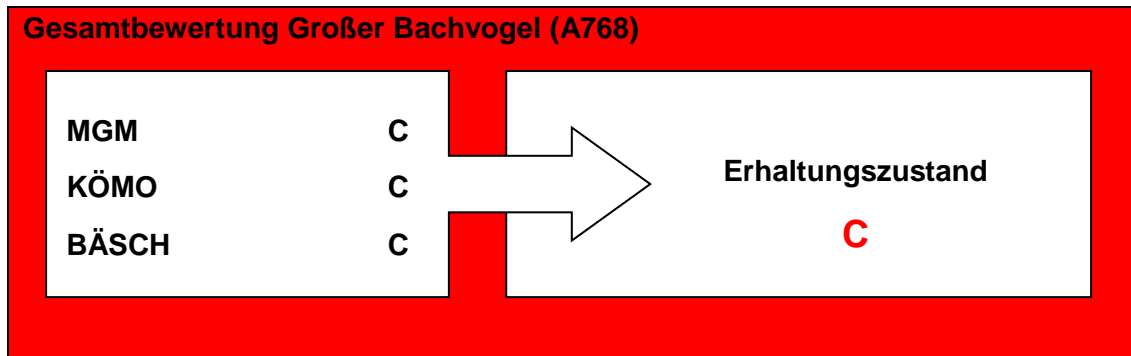 Gesamtbewertung Großer Bachvogel (A768)
MGM C
KÖMO C
BÄSCH C
Erhaltungszustand
C